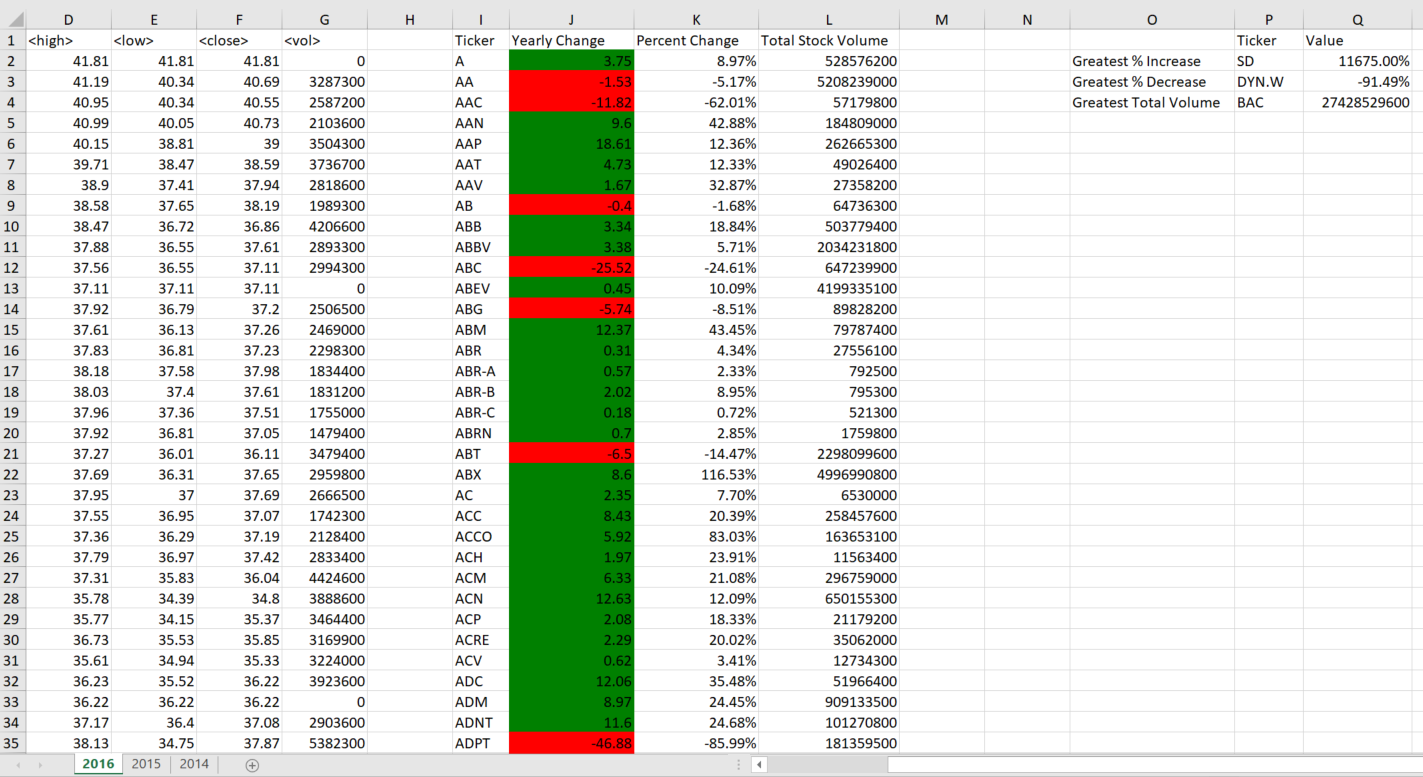 D E F G H I J K L M N O P Q
1 <high> <low> <close> <vol> Ticker Yearly Change Percent Change Total Stock Volume Ticker Value
2 41.81 41.81 41.81 0 A 3.75 8.97% 528576200 Greatest % Increase SD 11675.00%
3 41.19 40.34 40.69 3287300 AA -1.53 -5.17% 5208239000 Greatest % Decrease DYN.W -91.49%
4 40.95 40.34 40.55 2587200 AAC -11.82 -62.01% 57179800 Greatest Total Volume BAC 27428529600
5 40.99 40.05 40.73 2103600 AAN 9.6 42.88% 184809000
6 40.15 38.81 39 3504300 AAP 18.61 12.36% 262665300
7 39.71 38.47 38.59 3736700 AAT 4.73 12.33% 49026400
8 38.9 37.41 37.94 2818600 AAV 1.67 32.87% 27358200
9 38.58 37.65 38.19 1989300 AB -0.4 -1.68% 64736300
10 38.47 36.72 36.86 4206600 ABB 3.34 18.84% 503779400
11 37.88 36.55 37.61 2893300 ABBV 3.38 5.71% 2034231800
12 37.56 36.55 37.11 2994300 ABC -25.52 -24.61% 647239900
13 37.11 37.11 37.11 0 ABEV 0.45 10.09% 4199335100
14 37.92 36.79 37.2 2506500 ABG -5.74 -8.51% 89828200
15 37.61 36.13 37.26 2469000 ABM 12.37 43.45% 79787400
16 37.83 36.81 37.23 2298300 ABR 0.31 4.34% 27556100
17 38.18 37.58 37.98 1834400 ABR-A 0.57 2.33% 792500
18 38.03 37.4 37.61 1831200 ABR-B 2.02 8.95% 795300
19 37.96 37.36 37.51 1755000 ABR-C 0.18 0.72% 521300
20 37.92 36.81 37.05 1479400 ABRN 0.7 2.85% 1759800
21 37.27 36.01 36.11 3479400 ABT -6.5 -14.47% 2298099600
22 37.69 36.31 37.65 2959800 ABX 8.6 116.53% 4996990800
23 37.95 37 37.69 2666500 AC 2.35 7.70% 6530000
24 37.55 36.95 37.07 1742300 ACC 8.43 20.39% 258457600
25 37.36 36.29 37.19 2128400 ACCO 5.92 83.03% 163653100
26 37.79 36.97 37.42 2833400 ACH 1.97 23.91% 11563400
27 37.31 35.83 36.04 4424600 ACM 6.33 21.08% 296759000
28 35.78 34.39 34.8 3888600 ACN 12.63 12.09% 650155300
29 35.77 34.15 35.37 3464400 ACP 2.08 18.33% 21179200
30 36.73 35.53 35.85 3169900 ACRE 2.29 20.02% 35062000
31 35.61 34.94 35.33 3224000 ACV 0.62 3.41% 12734300
32 36.23 35.52 36.22 3923600 ADC 12.06 35.48% 51966400
33 36.22 36.22 36.22 0 ADM 8.97 24.45% 909133500
34 37.17 36.4 37.08 2903600 ADNT 11.6 24.68% 101270800
35 38.13 34.75 37.87 5382300 ADPT -46.88 -85.99% 181359500
2016 2015 2014